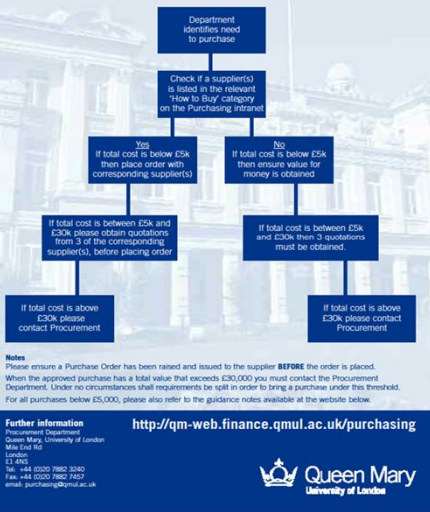 Department
identifies need
to purchase
Check if a supplier(s)
is listed in the relevant
'How to Buy' category
on the Purchasing intranet
Yes
If total cost is below £5k
then place order with
corresponding supplier(s)
No
If total cost is below £5k
then ensure value for
money is obtained
If total cost is between £5k and
£30k please obtain quotations
from 3 of the corresponding
supplier(s), before placing order
If total cost is between £5k
and £30k then 3 quotations
must be obtained.
If total cost is above
£30k please
contact Procurement
If total cost is above
£30k please contact
Procurement
Notes
Please ensure a Purchase Order has been raised and issued to the supplier BEFORE the order is placed.
When the approved purchase has a total value that exceeds £30,000 you must contact the Procurement
Department. Under no circumstances shall requirements be split in order to bring a purchase under this threshold.
For all purchases below £5,000, please also refer to the guidance notes available at the website below.
Further information
Procurement Department
Queen Mary, University of London
Mile End Rd
London
E1 4NS
Tel: +44 (0)20 7882 3240
Fax: +44 (0)20 7882 7457
email: purchasing@qmul.ac.uk
http://qm-web.finance.qmul.ac.uk/purchasing
Queen Mary
University of London